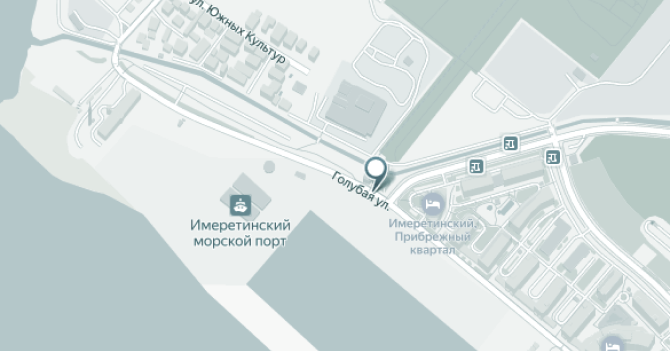 ул. Южных Культур
Голубая ул.
Имеретинский
морской порт
Имеретинский,
Прибрежный
квартал